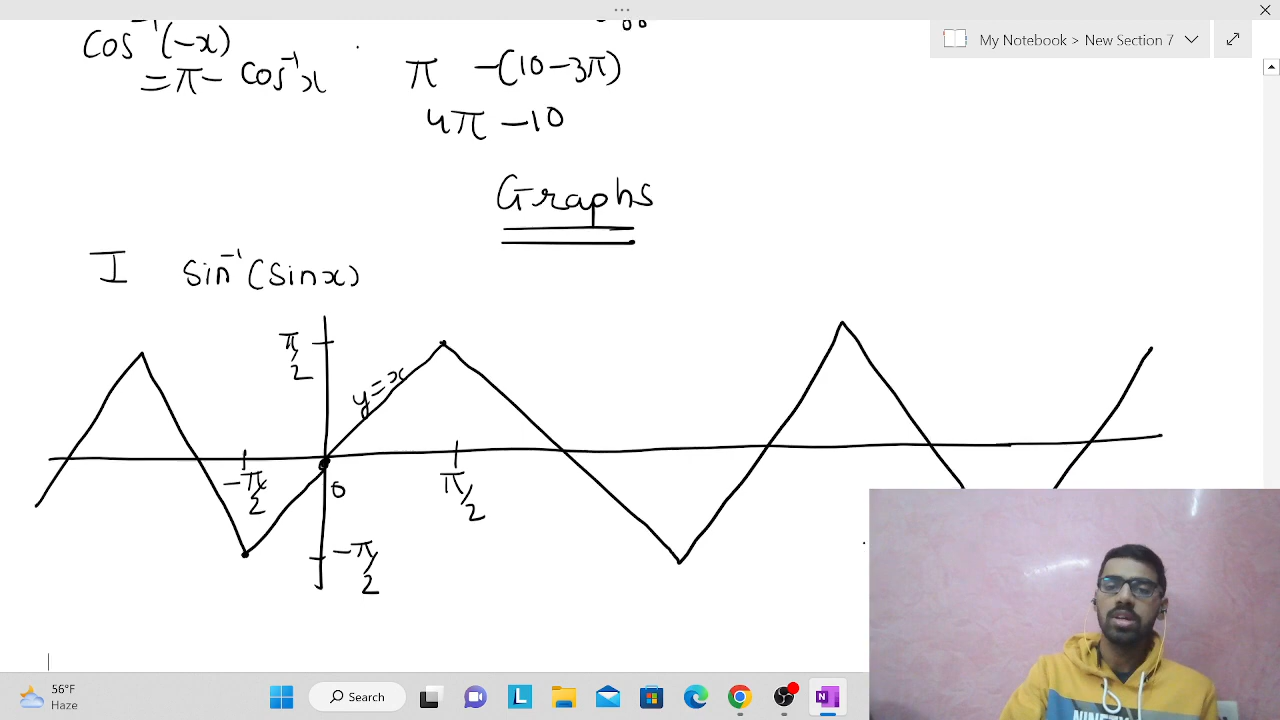 My Notebook > New Section 7
cos⁻¹(-x)
= π - cos⁻¹x
π -(10-3π)
4π -10
Graphs
I sin⁻¹(sinx)
π/2
y=x
-π/2
0
π/2
-π/2
56°F
Haze
Search
L
N